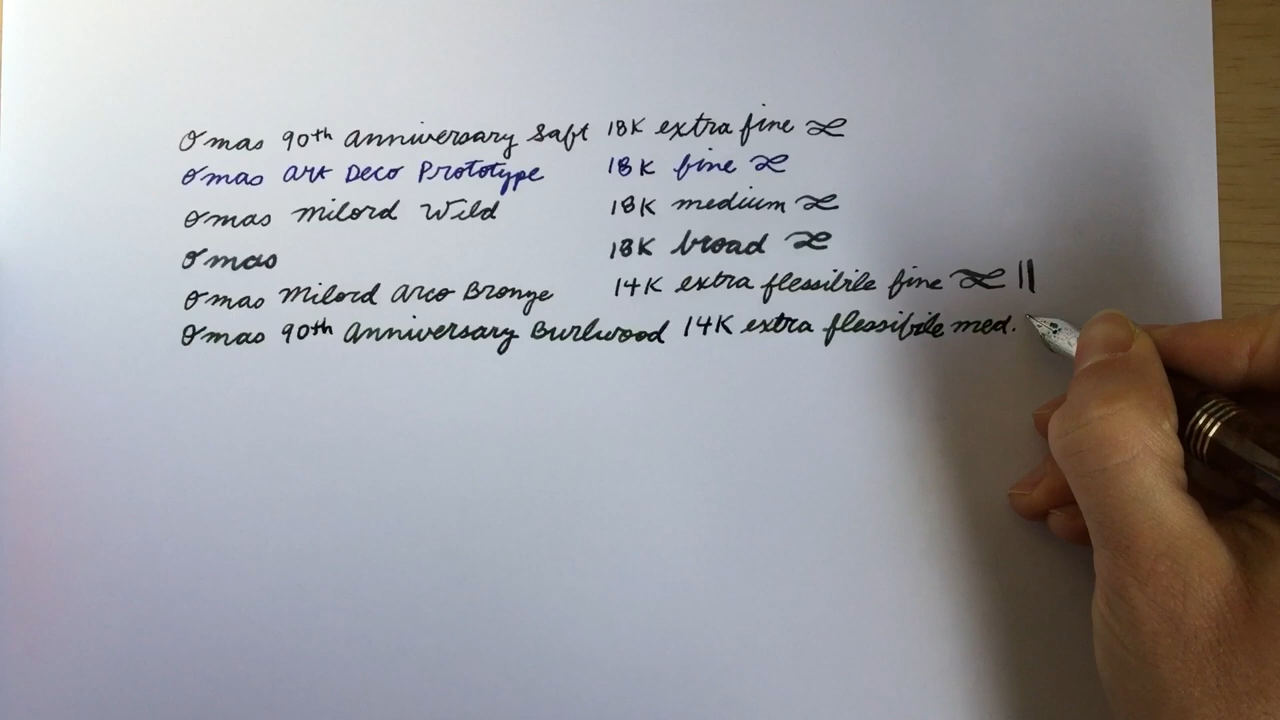 Omas 90th Anniversary Saft 18K extra fine
Omas Art Deco Prototype 18K fine
Omas Milord Wild 18K medium
Omas 18K broad
Omas Milord Arco Bronze 14K extra flessibile fine
Omas 90th Anniversary Burlwood 14K extra flessibile med.